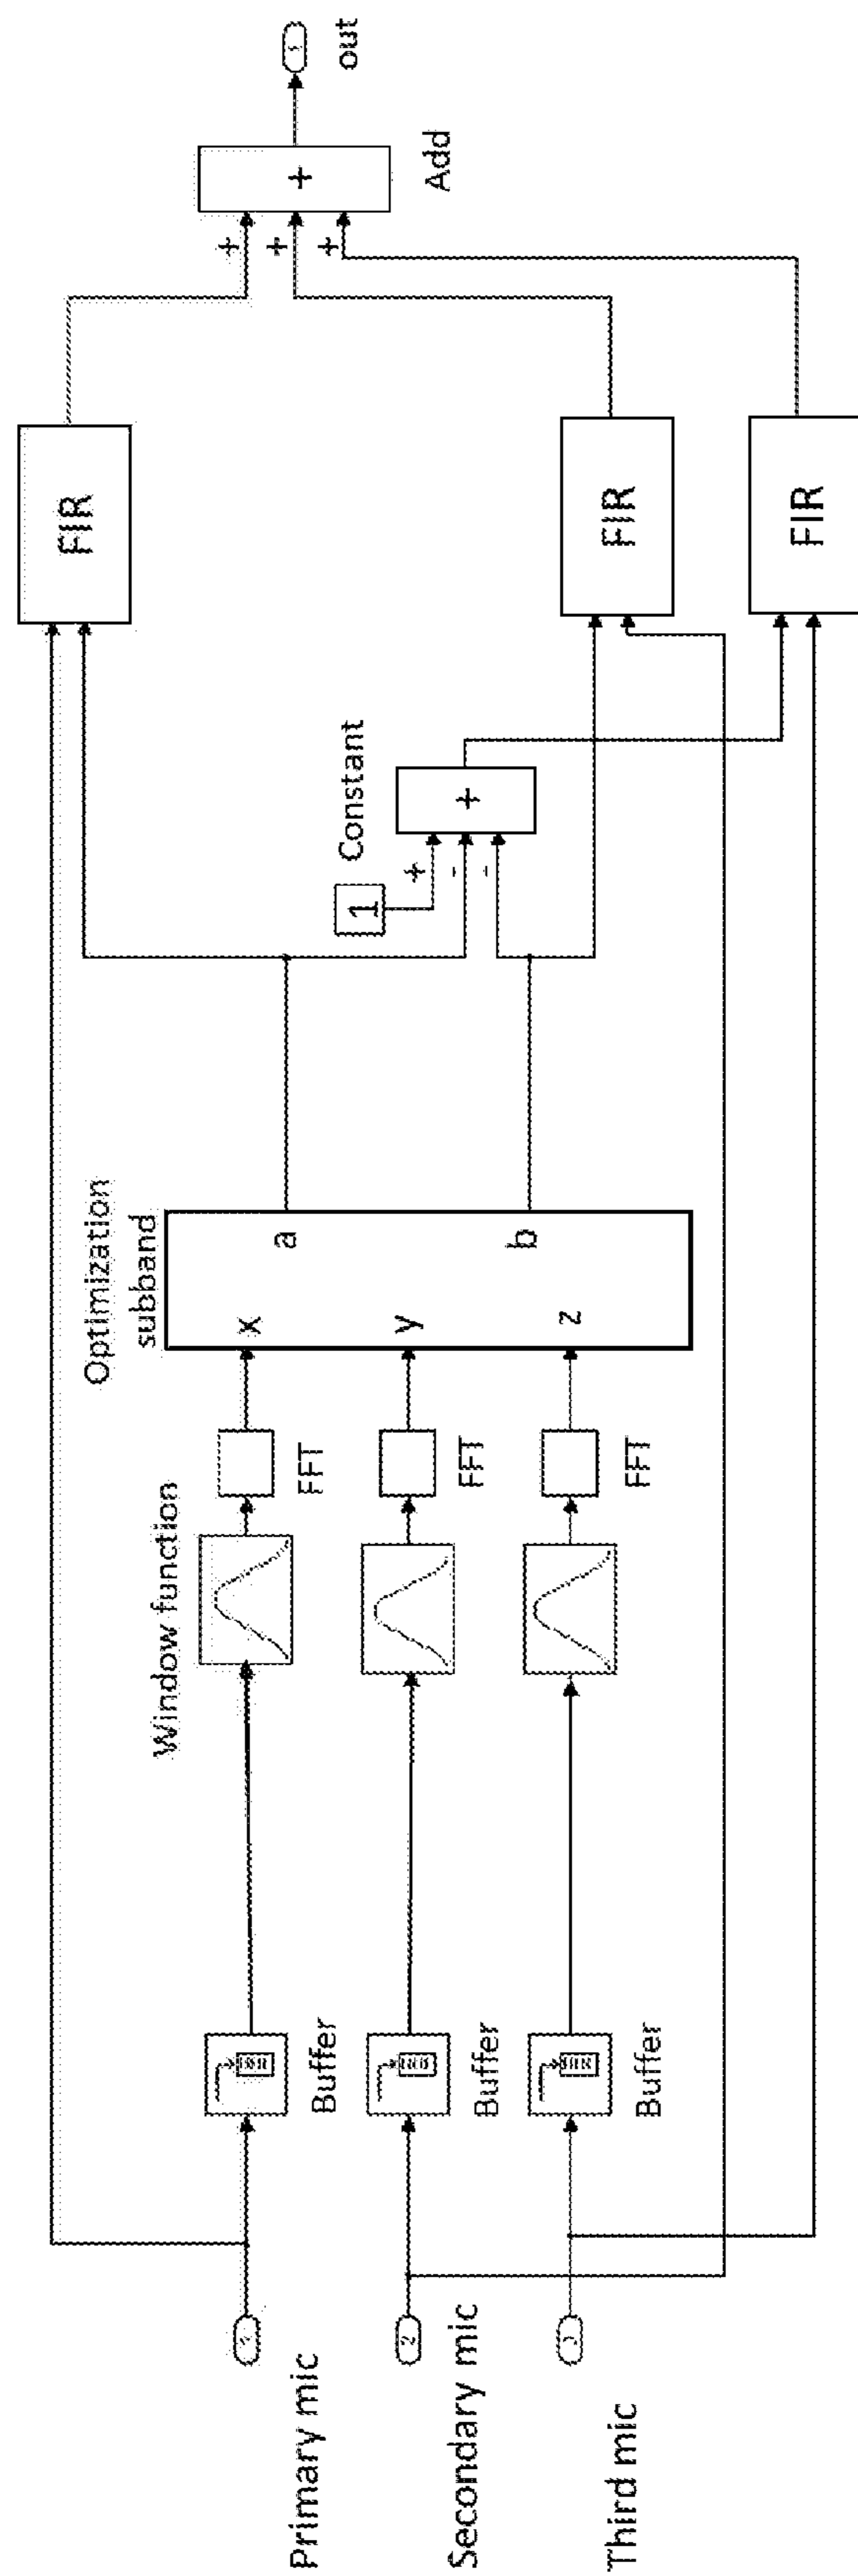 Primary mic
Secondary mic
Third mic
Buffer
Buffer
Buffer
Window function
FFT
FFT
FFT
Optimization
subband
x
y
z
a
b
1
Constant
+
-
-
+
FIR
FIR
FIR
+
+
+
+
Add
out